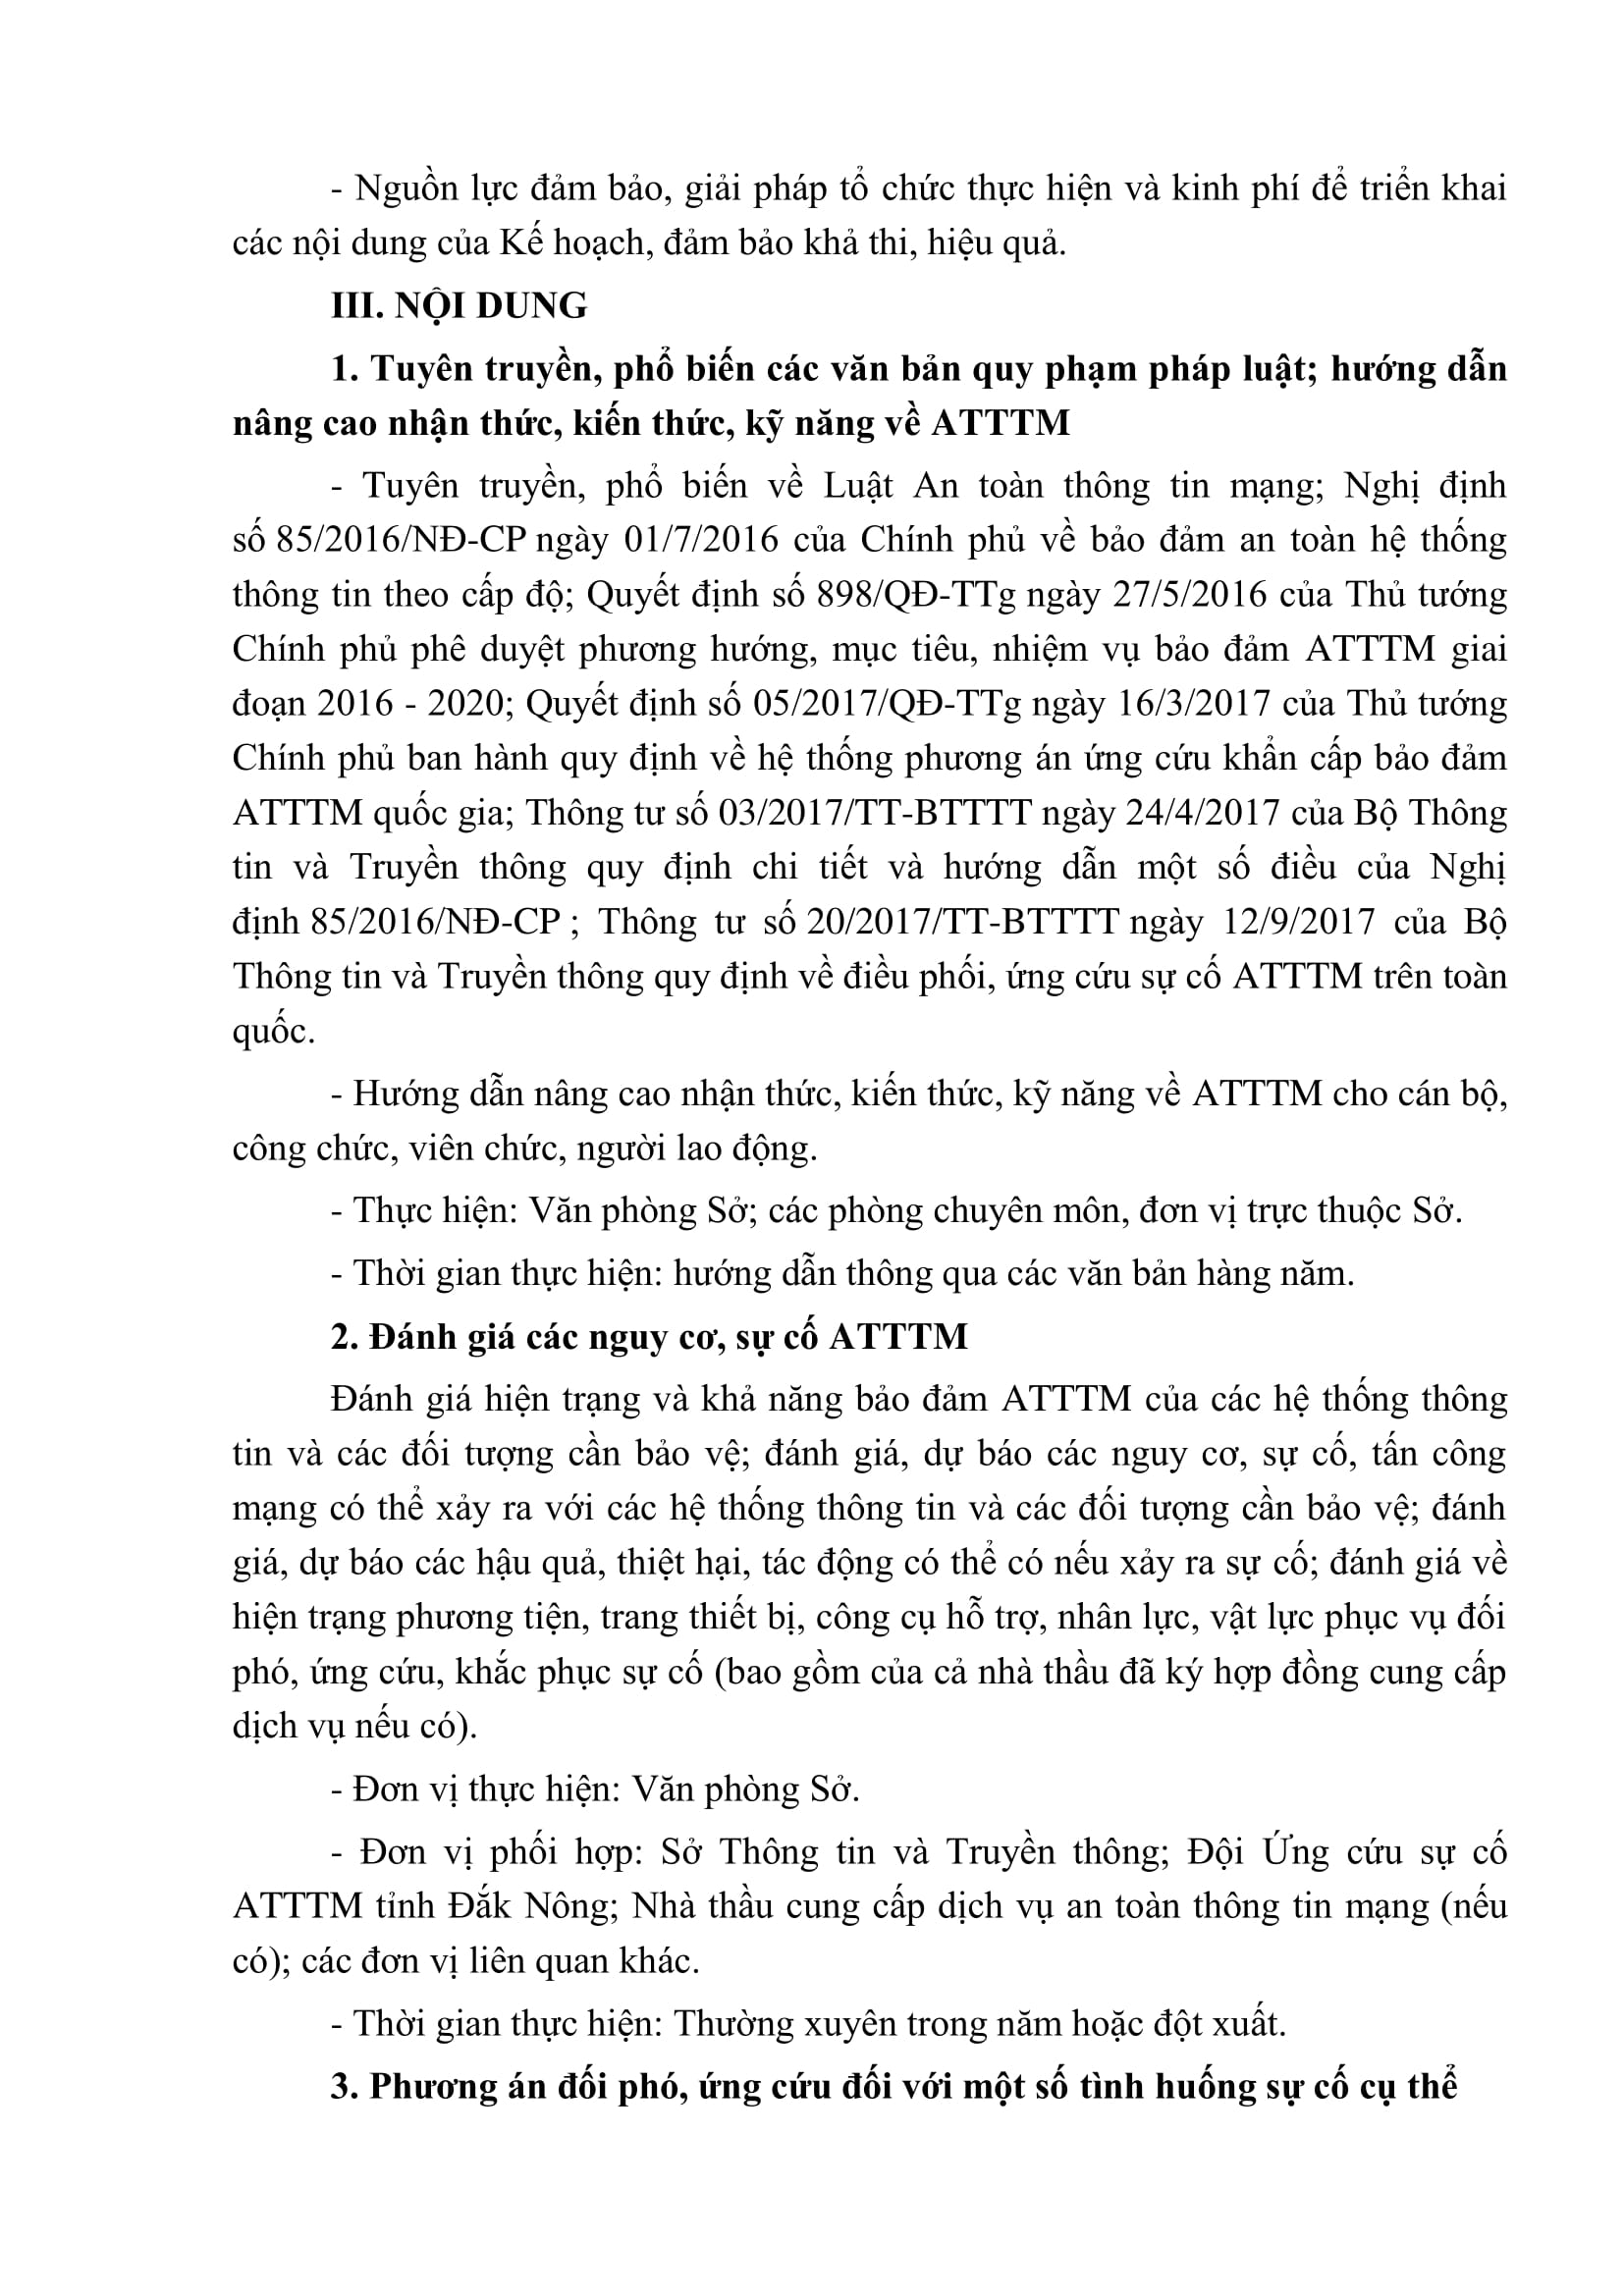 - Nguồn lực đảm bảo, giải pháp tổ chức thực hiện và kinh phí để triển khai
các nội dung của Kế hoạch, đảm bảo khả thi, hiệu quả.
III. NỘI DUNG
1. Tuyên truyền, phổ biến các văn bản quy phạm pháp luật; hướng dẫn
nâng cao nhận thức, kiến thức, kỹ năng về ATTTM
- Tuyên truyền, phổ biến về Luật An toàn thông tin mạng; Nghị định
số 85/2016/NĐ-CP ngày 01/7/2016 của Chính phủ về bảo đảm an toàn hệ thống
thông tin theo cấp độ; Quyết định số 898/QĐ-TTg ngày 27/5/2016 của Thủ tướng
Chính phủ phê duyệt phương hướng, mục tiêu, nhiệm vụ bảo đảm ATTTM giai
đoạn 2016 - 2020; Quyết định số 05/2017/QĐ-TTg ngày 16/3/2017 của Thủ tướng
Chính phủ ban hành quy định về hệ thống phương án ứng cứu khẩn cấp bảo đảm
ATTTM quốc gia; Thông tư số 03/2017/TT-BTTTT ngày 24/4/2017 của Bộ Thông
tin và Truyền thông quy định chi tiết và hướng dẫn một số điều của Nghị
định 85/2016/NĐ-CP ; Thông tư số 20/2017/TT-BTTTT ngày 12/9/2017 của Bộ
Thông tin và Truyền thông quy định về điều phối, ứng cứu sự cố ATTTM trên toàn
quốc.
- Hướng dẫn nâng cao nhận thức, kiến thức, kỹ năng về ATTTM cho cán bộ,
công chức, viên chức, người lao động.
- Thực hiện: Văn phòng Sở; các phòng chuyên môn, đơn vị trực thuộc Sở.
- Thời gian thực hiện: hướng dẫn thông qua các văn bản hàng năm.
2. Đánh giá các nguy cơ, sự cố ATTTM
Đánh giá hiện trạng và khả năng bảo đảm ATTTM của các hệ thống thông
tin và các đối tượng cần bảo vệ; đánh giá, dự báo các nguy cơ, sự cố, tấn công
mạng có thể xảy ra với các hệ thống thông tin và các đối tượng cần bảo vệ; đánh
giá, dự báo các hậu quả, thiệt hại, tác động có thể có nếu xảy ra sự cố; đánh giá về
hiện trạng phương tiện, trang thiết bị, công cụ hỗ trợ, nhân lực, vật lực phục vụ đối
phó, ứng cứu, khắc phục sự cố (bao gồm của cả nhà thầu đã ký hợp đồng cung cấp
dịch vụ nếu có).
- Đơn vị thực hiện: Văn phòng Sở.
- Đơn vị phối hợp: Sở Thông tin và Truyền thông; Đội Ứng cứu sự cố
ATTTM tỉnh Đắk Nông; Nhà thầu cung cấp dịch vụ an toàn thông tin mạng (nếu
có); các đơn vị liên quan khác.
- Thời gian thực hiện: Thường xuyên trong năm hoặc đột xuất.
3. Phương án đối phó, ứng cứu đối với một số tình huống sự cố cụ thể